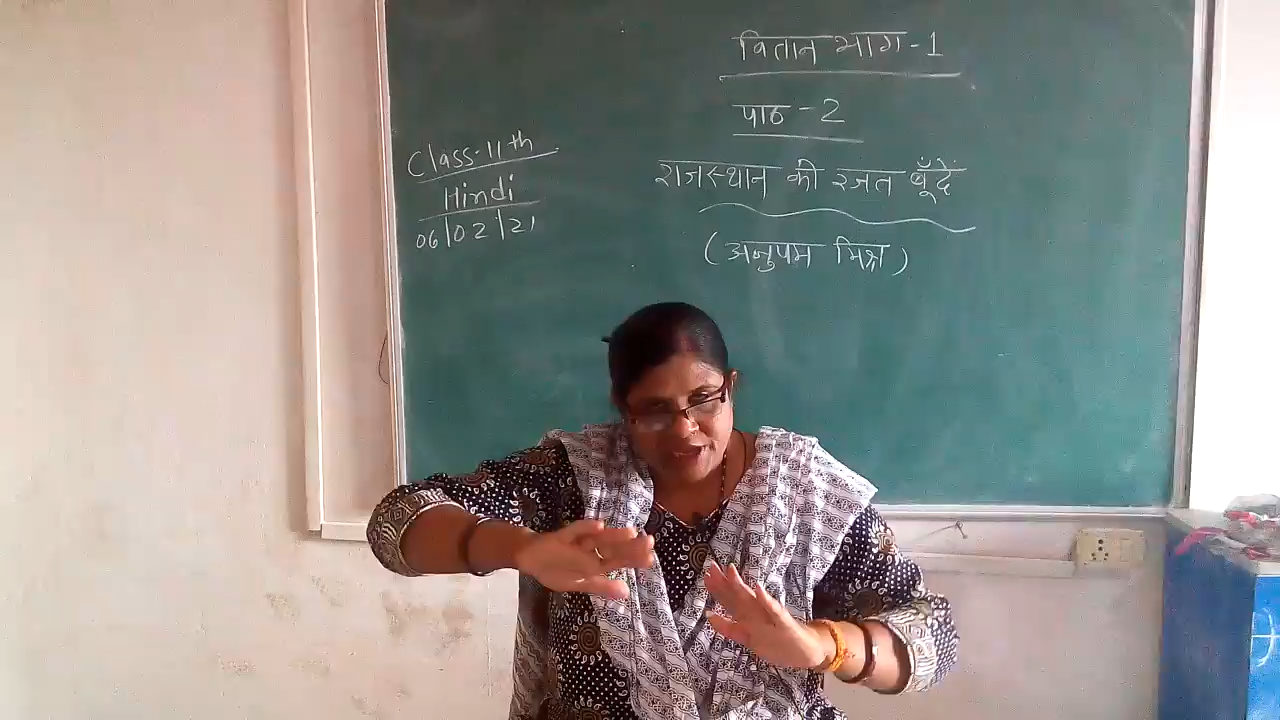 वितान भाग-1
पाठ-2
Class-11th
Hindi
06/02/21
राजस्थान की रजत बूँदें
(अनुपम मिश्र)